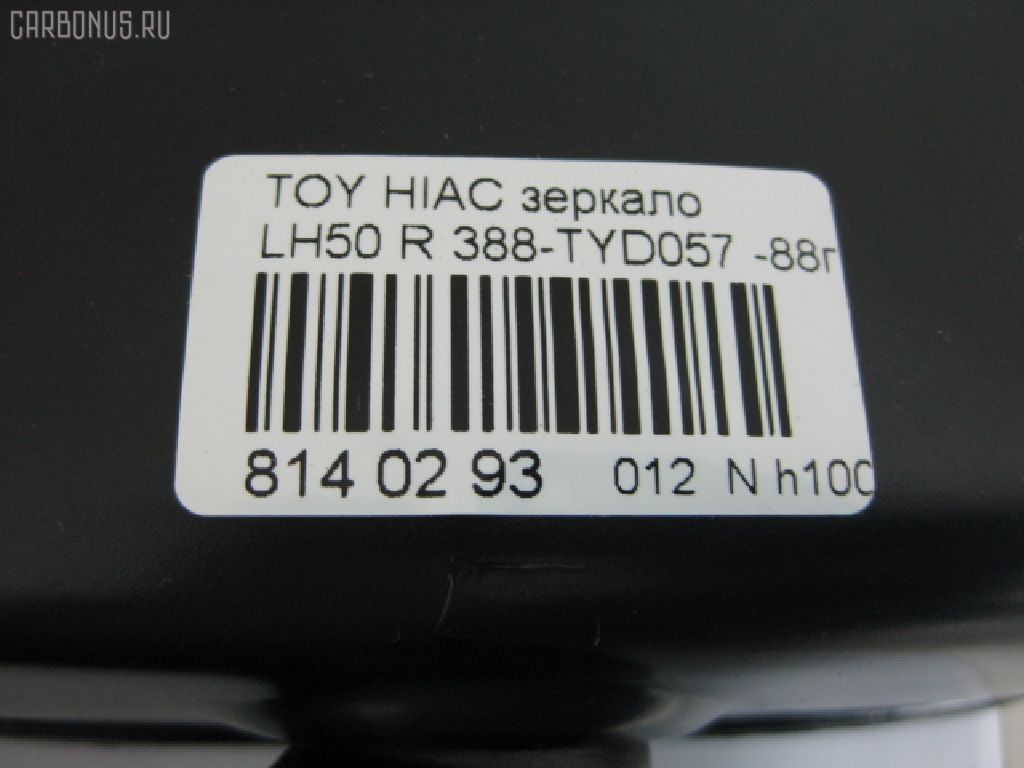 CARBONUS.RU
TOY HIAC зеркало
LH50 R 388-TYD057 -88г
814 02 93 012 N h100